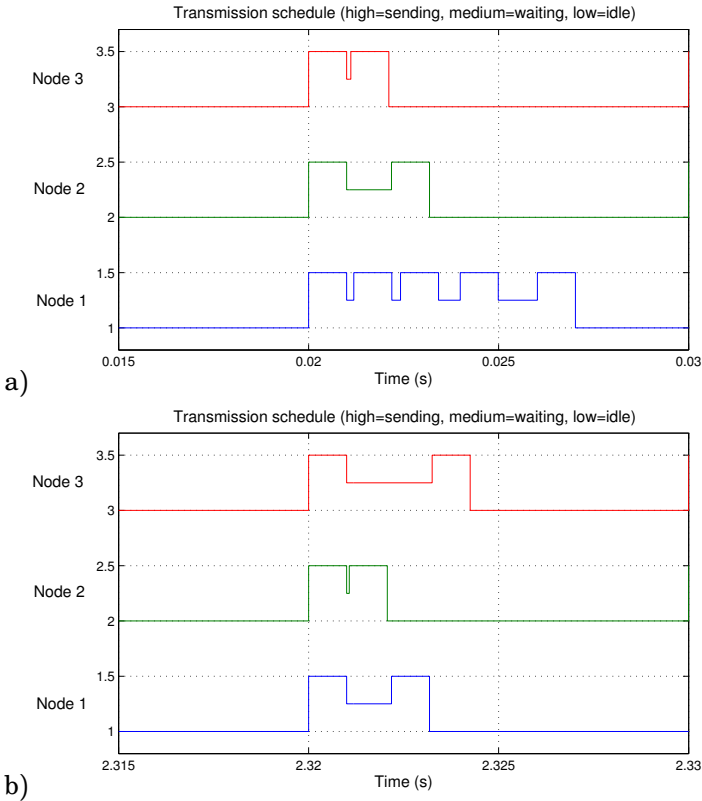 Transmission schedule (high=sending, medium=waiting, low=idle)
3.5
Node 3
3
2.5
Node 2
2
1.5
Node 1
1
0.015 0.02 0.025 0.03
Time (s)
a)
Transmission schedule (high=sending, medium=waiting, low=idle)
3.5
Node 3
3
2.5
Node 2
2
1.5
Node 1
1
2.315 2.32 2.325 2.33
Time (s)
b)